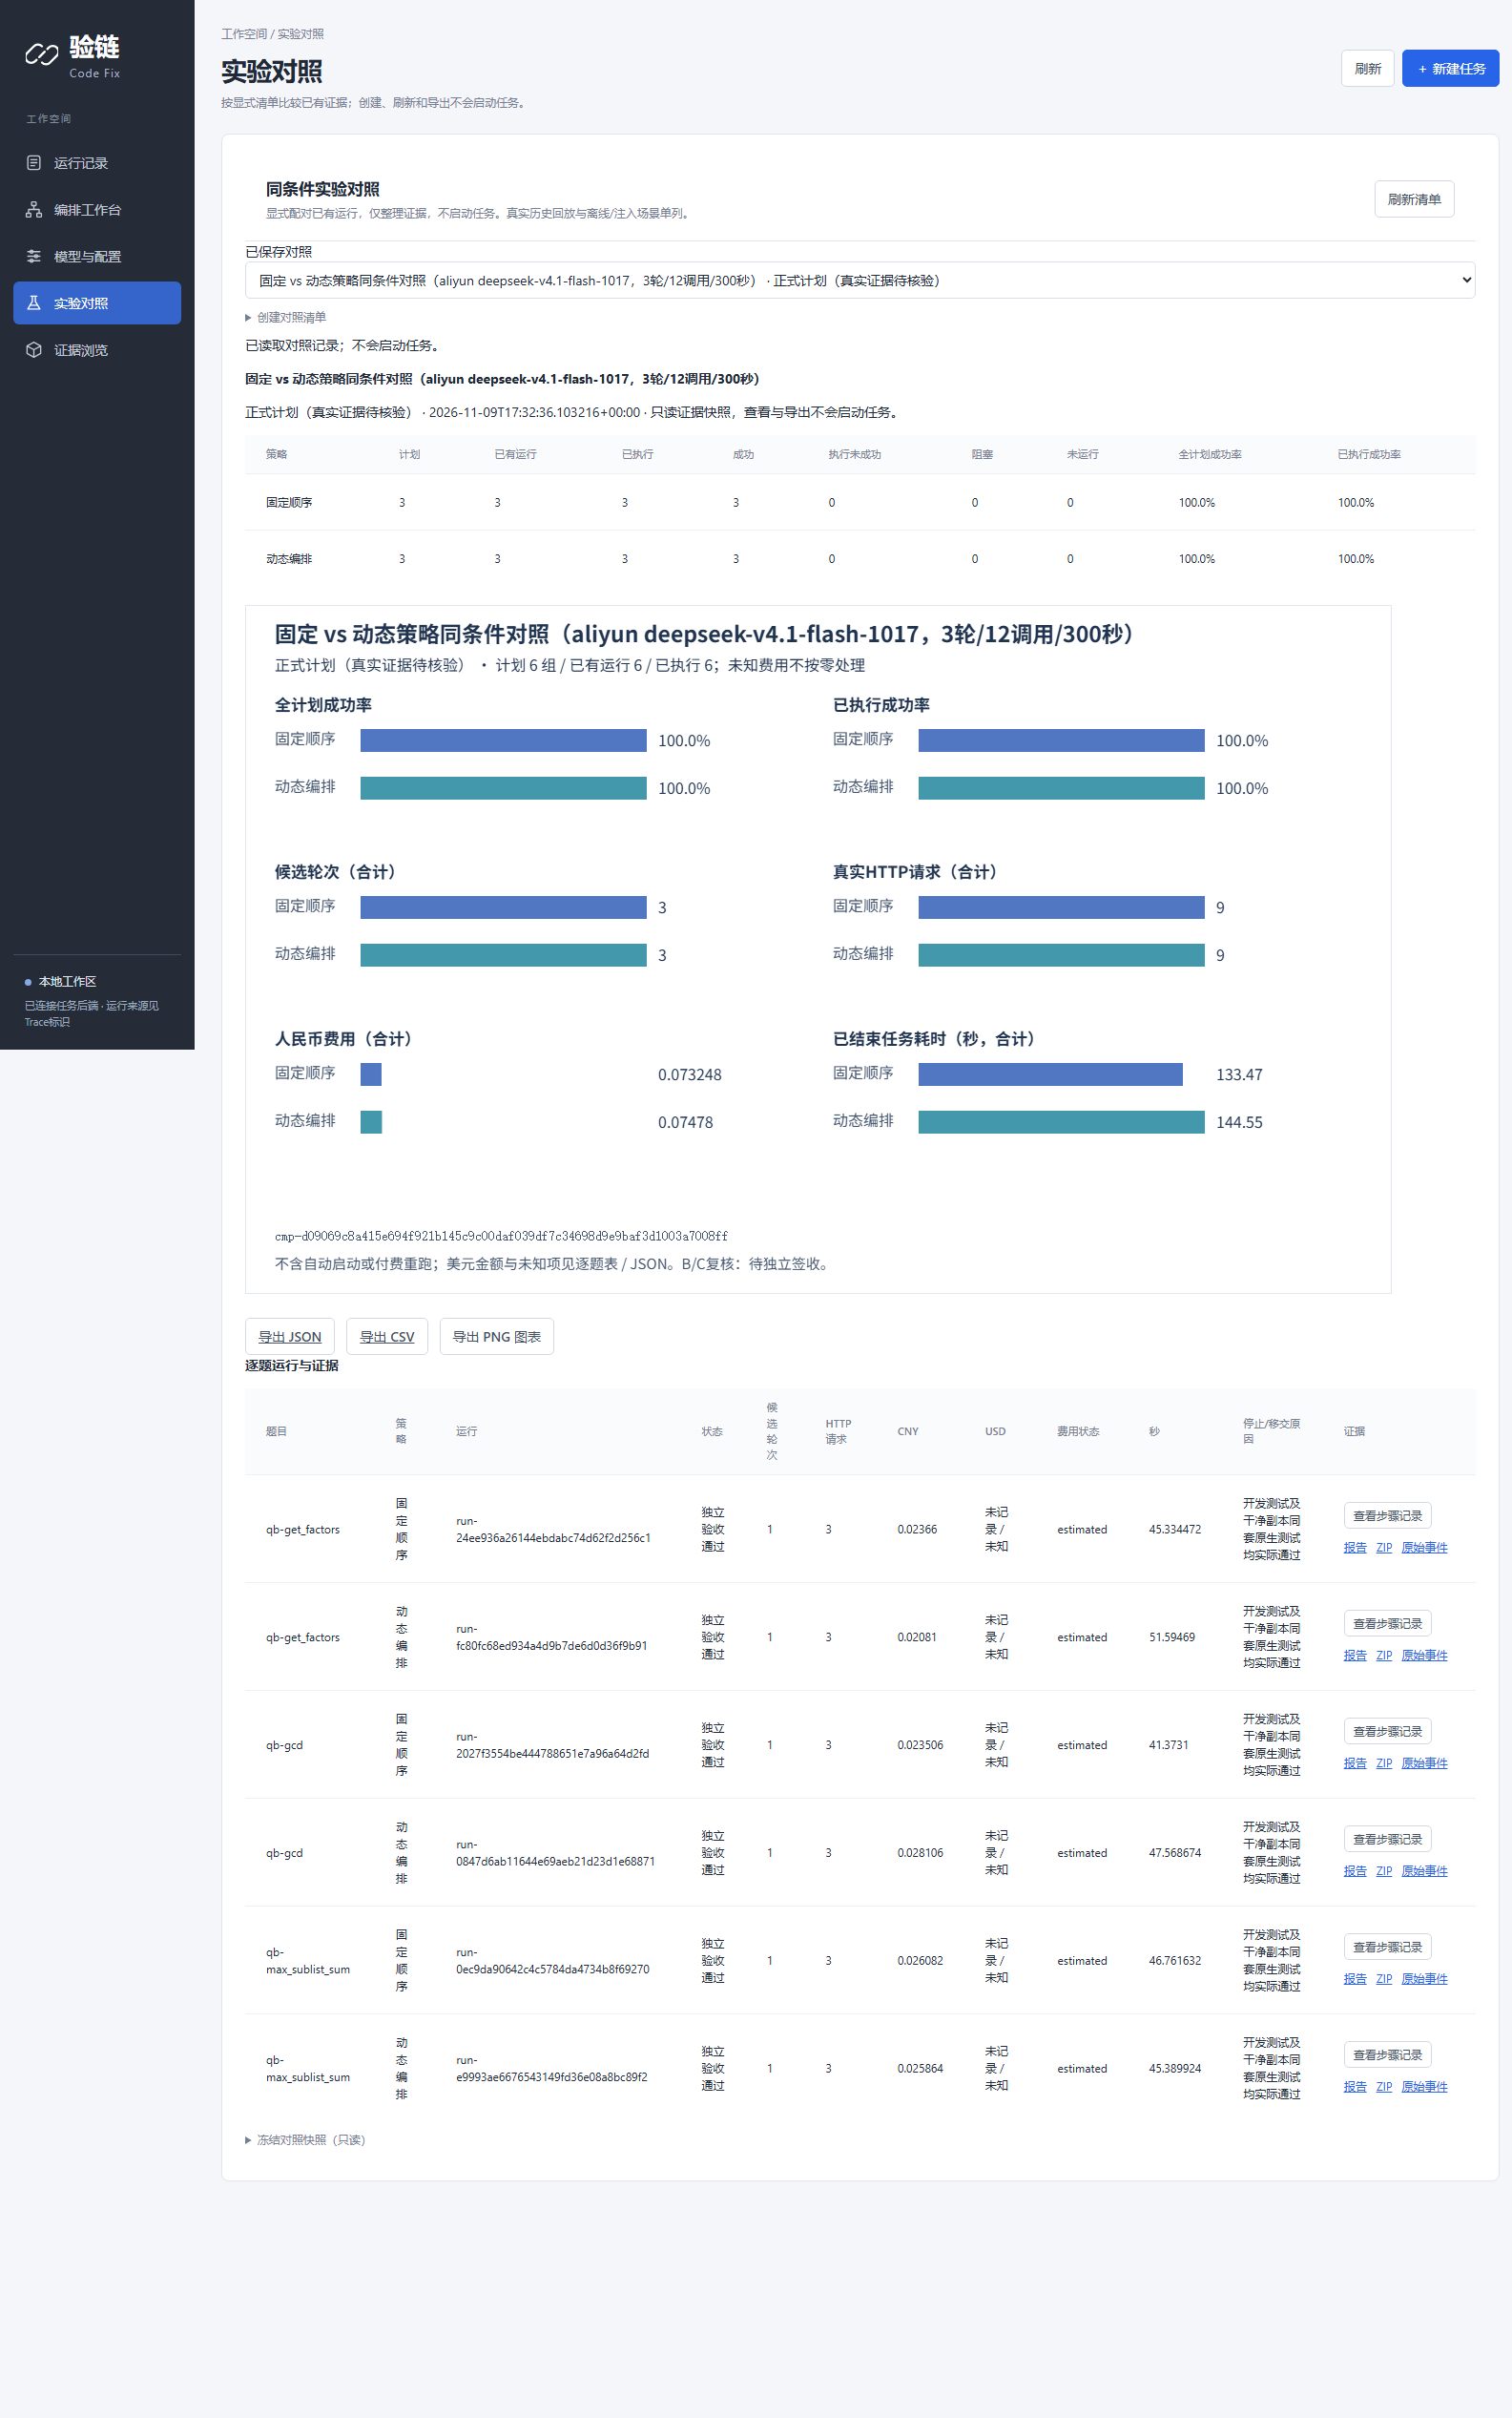 验链
Code Fix
工作空间
运行记录
编排工作台
模型与配置
实验对照
证据浏览
本地工作区
已连接任务后端 · 运行来源见
Trace标识
工作空间 / 实验对照
实验对照
按显式清单比较已有证据；创建、刷新和导出不会启动任务。
刷新
+ 新建任务
同条件实验对照
显式配对已有运行，仅整理证据，不启动任务。真实历史回放与离线/注入场景单列。
刷新清单
已保存对照
固定 vs 动态策略同条件对照（aliyun deepseek-v4.1-flash-1017，3轮/12调用/300秒） · 正式计划（真实证据待核验）
创建对照清单
已读取对照记录；不会启动任务。
固定 vs 动态策略同条件对照（aliyun deepseek-v4.1-flash-1017，3轮/12调用/300秒）
正式计划（真实证据待核验） · 2026-11-09T17:32:36.103216+00:00 · 只读证据快照，查看与导出不会启动任务。
策略 计划 已有运行 已执行 成功 执行未成功 阻塞 未运行 全计划成功率 已执行成功率
固定顺序 3 3 3 3 0 0 0 100.0% 100.0%
动态编排 3 3 3 3 0 0 0 100.0% 100.0%
固定 vs 动态策略同条件对照（aliyun deepseek-v4.1-flash-1017，3轮/12调用/300秒）
正式计划（真实证据待核验） · 计划 6 组 / 已有运行 6 / 已执行 6；未知费用不按零处理
全计划成功率
固定顺序 100.0%
动态编排 100.0%
已执行成功率
固定顺序 100.0%
动态编排 100.0%
候选轮次（合计）
固定顺序 3
动态编排 3
真实HTTP请求（合计）
固定顺序 9
动态编排 9
人民币费用（合计）
固定顺序 0.073248
动态编排 0.07478
已结束任务耗时（秒，合计）
固定顺序 133.47
动态编排 144.55
cmp-d09069c8a415e694f921b145c9c00daf039df7c34698d9e9baf3d1003a7008ff
不含自动启动或付费重跑；美元金额与未知项见逐题表 / JSON。B/C复核：待独立签收。
导出 JSON
导出 CSV
导出 PNG 图表
逐题运行与证据
题目 策略 运行 状态 候选轮次 HTTP请求 CNY USD 费用状态 秒 停止/移交原因 证据
qb-get_factors 固定顺序 run-24ee936a26144ebdabc74d62f2d256c1 独立验收通过 1 3 0.02366 未记录 / 未知 estimated 45.334472 开发测试及干净副本同套原生测试均实际通过 查看步骤记录 报告 ZIP 原始事件
qb-get_factors 动态编排 run-fc80fc68ed934a4d9b7de6d0d36f9b91 独立验收通过 1 3 0.02081 未记录 / 未知 estimated 51.59469 开发测试及干净副本同套原生测试均实际通过 查看步骤记录 报告 ZIP 原始事件
qb-gcd 固定顺序 run-2027f3554be444788651e7a96a64d2fd 独立验收通过 1 3 0.023506 未记录 / 未知 estimated 41.3731 开发测试及干净副本同套原生测试均实际通过 查看步骤记录 报告 ZIP 原始事件
qb-gcd 动态编排 run-0847d6ab11644e69aeb21d23d1e68871 独立验收通过 1 3 0.028106 未记录 / 未知 estimated 47.568674 开发测试及干净副本同套原生测试均实际通过 查看步骤记录 报告 ZIP 原始事件
qb-max_sublist_sum 固定顺序 run-0ec9da90642c4c5784da4734b8f69270 独立验收通过 1 3 0.026082 未记录 / 未知 estimated 46.761632 开发测试及干净副本同套原生测试均实际通过 查看步骤记录 报告 ZIP 原始事件
qb-max_sublist_sum 动态编排 run-e9993ae6676543149fd36e08a8bc89f2 独立验收通过 1 3 0.025864 未记录 / 未知 estimated 45.389924 开发测试及干净副本同套原生测试均实际通过 查看步骤记录 报告 ZIP 原始事件
冻结对照快照（只读）